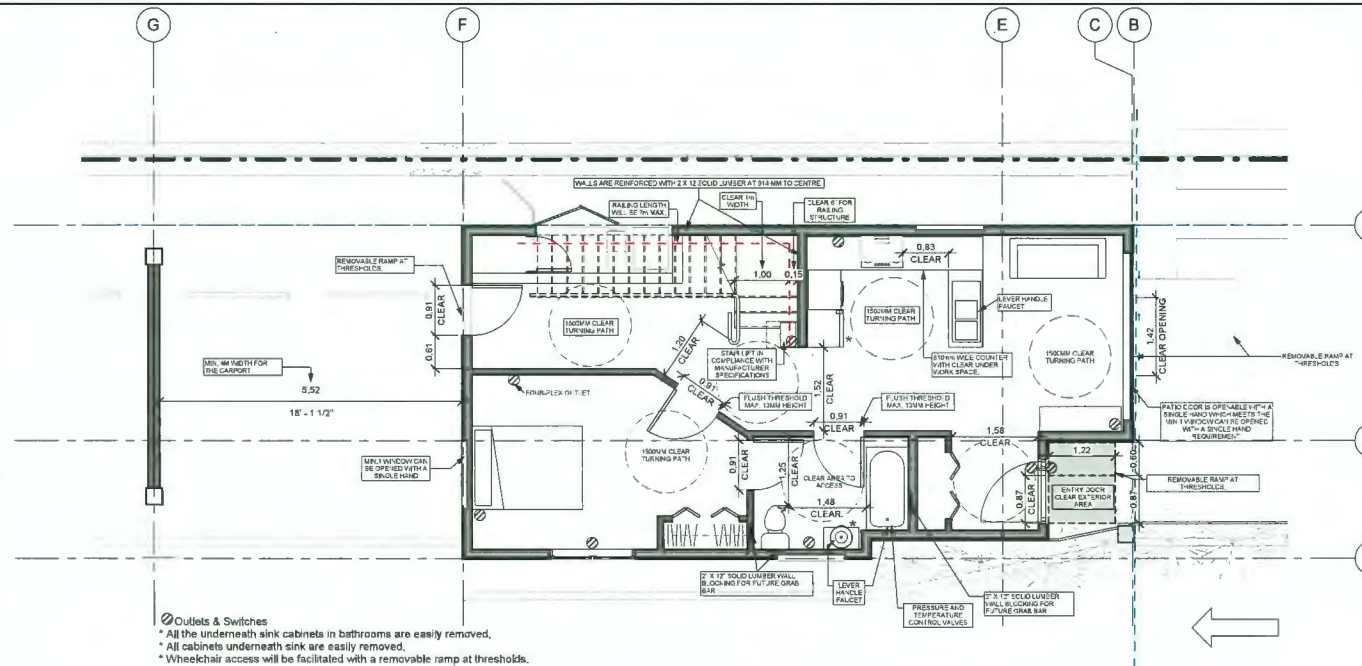 G
F
E
C
B
WALLS ARE REINFORCED WITH 2 X 12 SOLID LUMBER AT 914 MM TO CENTRE
RAILING LENGTH
WILL BE 7m MAX.
CLEAR 1m
WIDTH
CLEAR 6" FOR
RAILING
STRUCTURE
REMOVABLE RAMP AT
THRESHOLDS.
0,91
CLEAR
0,61
1500MM CLEAR
TURNING PATH
1,00
0,15
0,83
CLEAR
1500MM CLEAR
TURNING PATH
LEVER HANDLE
FAUCET
1500MM CLEAR
TURNING PATH
1,42
CLEAR OPENING
REMOVABLE RAMP AT
THRESHOLDS
MIN. 4M WIDTH FOR
THE CARPORT
5,52
18' - 1 1/2"
1,20
CLEAR
STAIR LIFT IN
COMPLIANCE WITH
MANUFACTURER
SPECIFICATIONS
*
1,52
CLEAR
810mm WIDE COUNTER
WITH CLEAR UNDER
WORK SPACE.
FOURPLEX OUTLET
0,91
CLEAR
FLUSH THRESHOLD
MAX. 13MM HEIGHT
FLUSH THRESHOLD
MAX. 13MM HEIGHT
0,91
CLEAR
PATIO DOOR IS OPENABLE WITH A
SINGLE HAND WHICH MEETS THE
MIN 1 WINDOW CAN BE OPENED
WITH A SINGLE HAND
REQUIREMENT
1,58
CLEAR
1,22
0,60
MIN.1 WINDOW CAN
BE OPENED WITH A
SINGLE HAND
1500MM CLEAR
TURNING PATH
0,91
CLEAR
1,25
CLEAR
CLEAR AREA TO
ACCESS
1,48
CLEAR
0,87
CLEAR
ENTRY DOOR
CLEAR EXTERIOR
AREA
0,87
REMOVABLE RAMP AT
THRESHOLDS.
*
2" X 12" SOLID LUMBER WALL
BLOCKING FOR FUTURE GRAB
BAR
LEVER
HANDLE
FAUCET
PRESSURE AND
TEMPERATURE
CONTROL VALVES
2" X 12" SOLID LUMBER
WALL BLOCKING FOR
FUTURE GRAB BAR
Outlets & Switches
* All the underneath sink cabinets in bathrooms are easily removed.
* All cabinets underneath sink are easily removed.
* Wheelchair access will be facilitated with a removable ramp at thresholds.